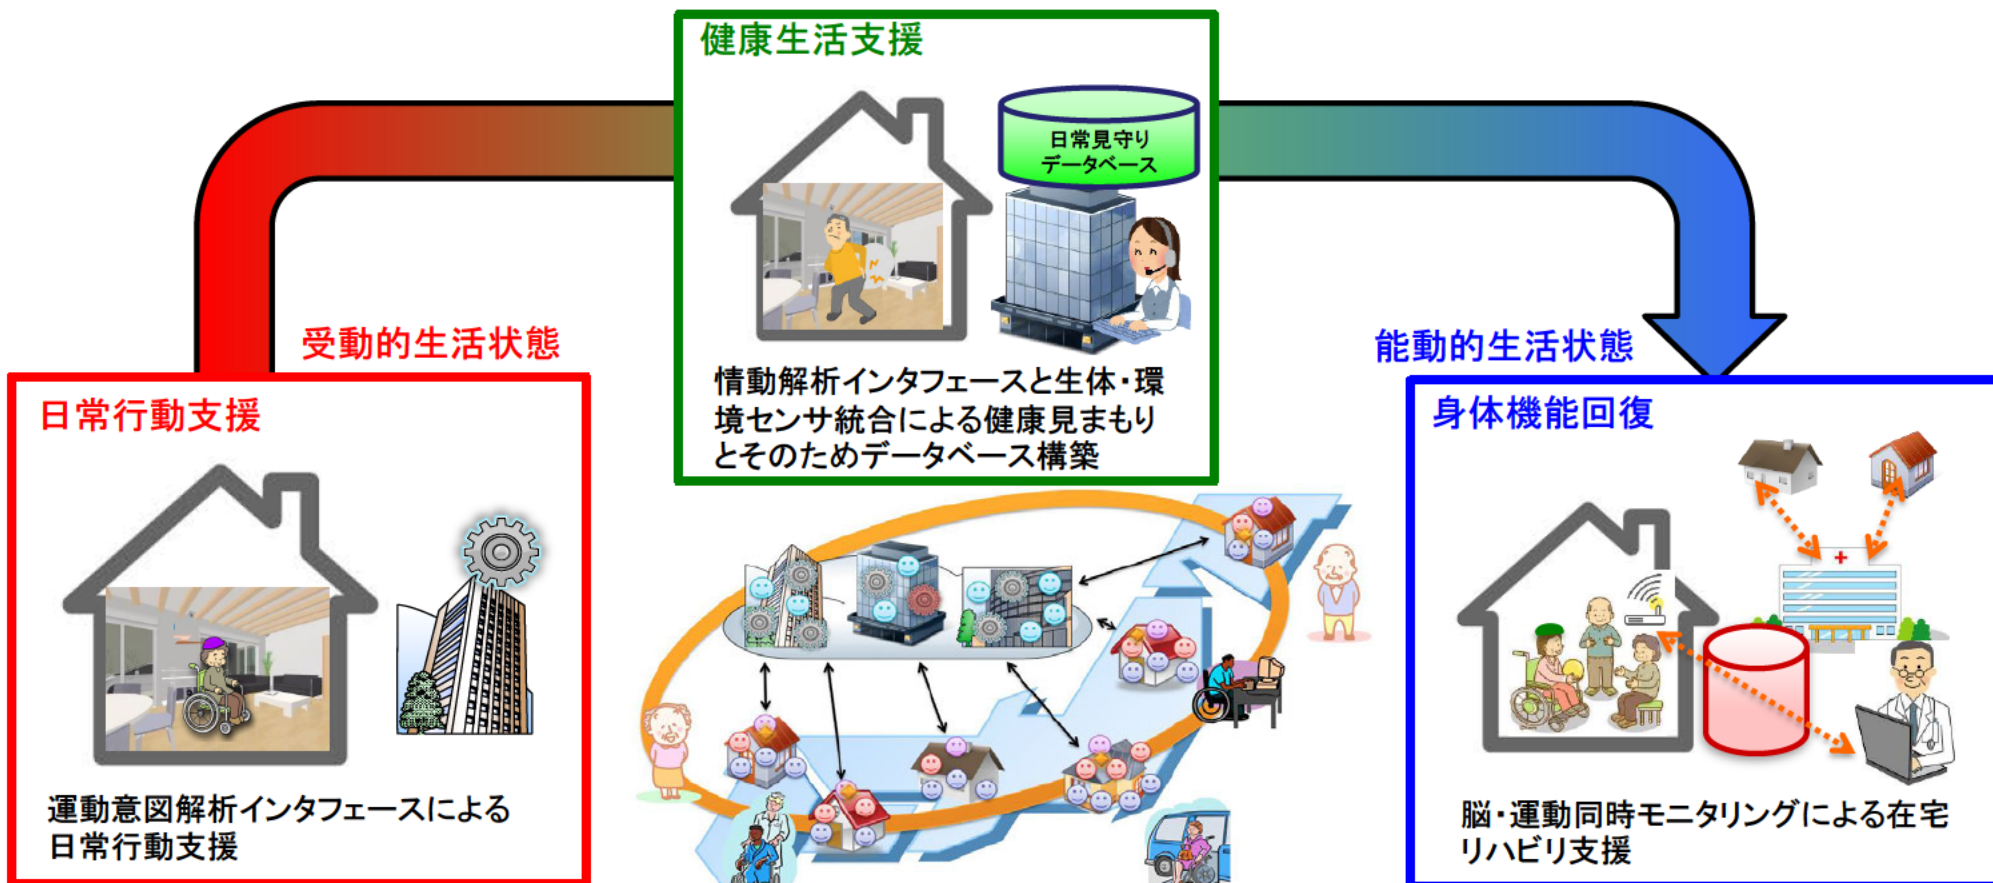 健康生活支援
日常見守り
データベース
情動解析インタフェースと生体・環
境センサ統合による健康見まもり
とそのためデータベース構築
受動的生活状態
日常行動支援
運動意図解析インタフェースによる
日常行動支援
能動的生活状態
身体機能回復
脳・運動同時モニタリングによる在宅
リハビリ支援